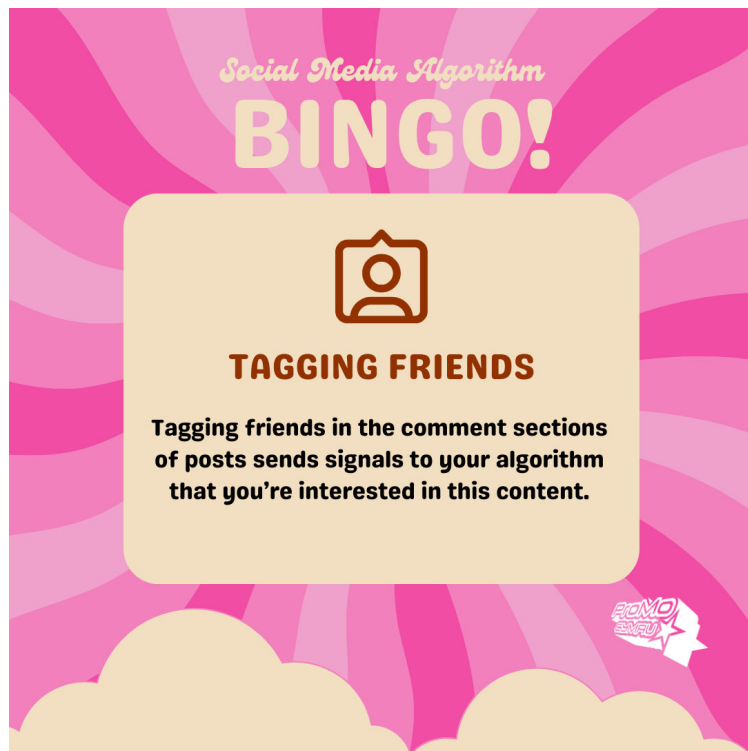 Social Media Algorithm
BINGO!
TAGGING FRIENDS
Tagging friends in the comment sections
of posts sends signals to your algorithm
that you're interested in this content.
ProMO
CYMRU